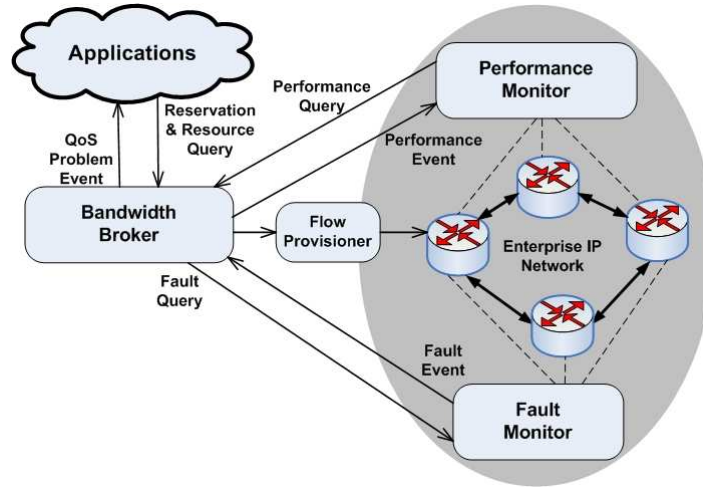 Applications
Performance
Query
Performance
Monitor
Reservation
& Resource
Query
QoS
Problem
Event
Performance
Event
Bandwidth
Broker
Flow
Provisioner
Enterprise IP
Network
Fault
Query
Fault
Event
Fault
Monitor